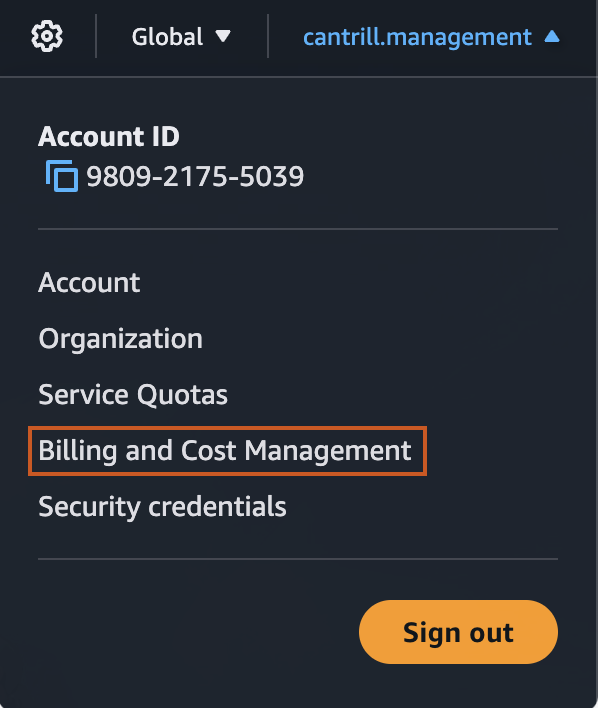 Global
cantrill.management
Account ID
9809-2175-5039
Account
Organization
Service Quotas
Billing and Cost Management
Security credentials
Sign out